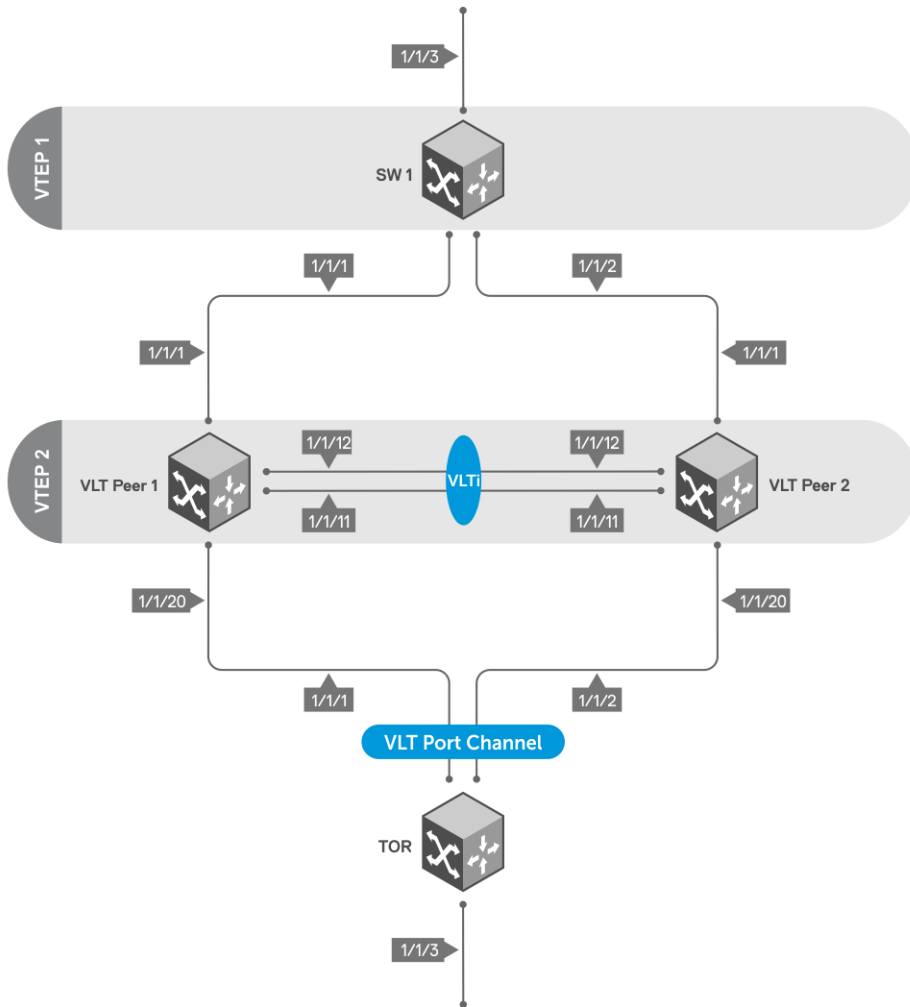 1/1/3
VTEP 1
SW 1
1/1/1
1/1/2
1/1/1
1/1/1
VTEP 2
1/1/12
1/1/12
VLT Peer 1
VLTi
VLT Peer 2
1/1/11
1/1/11
1/1/20
1/1/20
1/1/1
1/1/2
VLT Port Channel
TOR
1/1/3